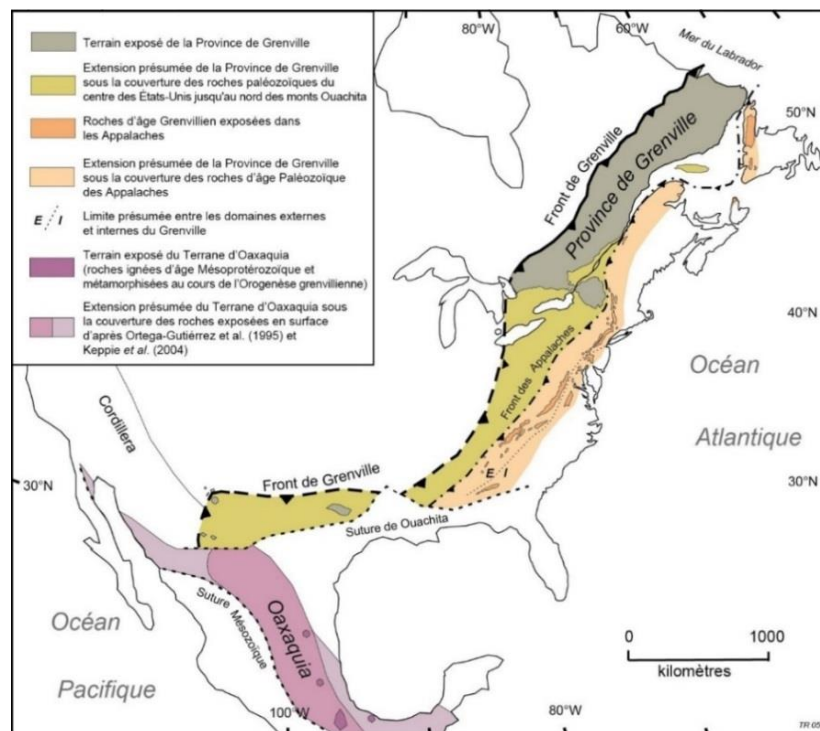 Terrain exposé de la Province de Grenville
Extension présumée de la Province de Grenville
sous la couverture des roches paléozoïques du
centre des États-Unis jusqu'au nord des monts Ouachita
Roches d'âge Grenvillien exposées dans
les Appalaches
Extension présumée de la Province de Grenville
sous la couverture des roches d'âge Paléozoïque
des Appalaches
E I
Limite présumée entre les domaines externes
et internes du Grenville
Terrain exposé du Terrane d'Oaxaquia
(roches ignées d'âge Mésoprotérozoïque et
métamorphisées au cours de l'Orogenèse grenvillienne)
Extension présumée du Terrane d'Oaxaquia sous
la couverture des roches exposées en surface
d'après Ortega-Gutiérrez et al. (1995) et
Keppie et al. (2004)
80°W
60°W
Mer du Labrador
50°N
Front de Grenville
Province de Grenville
40°N
Océan
Atlantique
Front des Appalaches
Cordillera
30°N
Front de Grenville
E I
30°N
Suture de Ouachita
Suture Mésozoïque
Oaxaquia
Océan
Pacifique
0
1000
kilomètres
100°W
80°W
TR 05